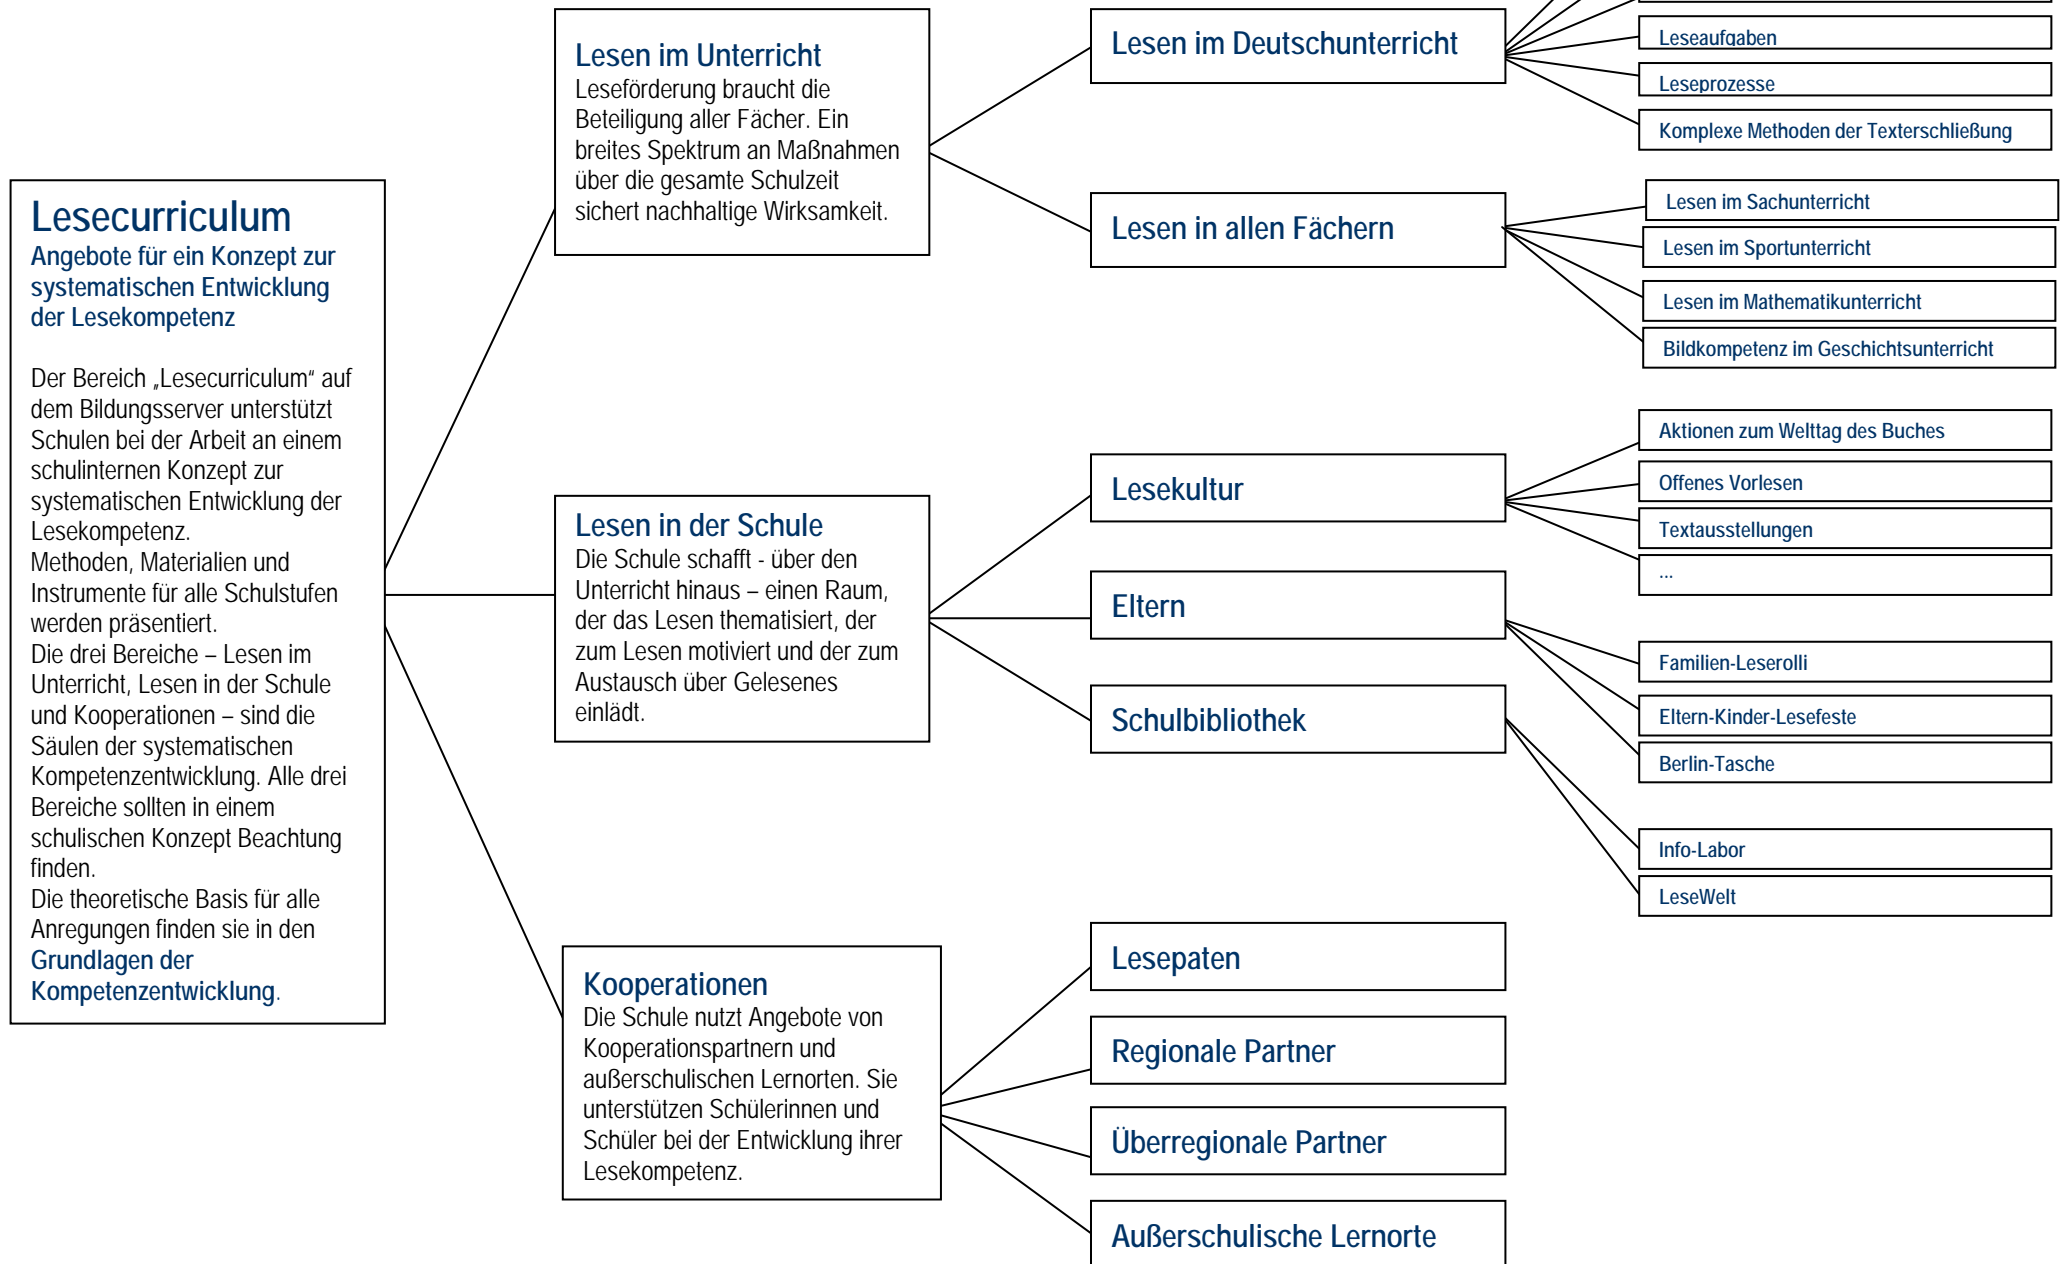 Lesecurriculum
Angebote für ein Konzept zur
systematischen Entwicklung
der Lesekompetenz
Der Bereich „Lesecurriculum“ auf
dem Bildungsserver unterstützt
Schulen bei der Arbeit an einem
schulinternen Konzept zur
systematischen Entwicklung der
Lesekompetenz.
Methoden, Materialien und
Instrumente für alle Schulstufen
werden präsentiert.
Die drei Bereiche – Lesen im
Unterricht, Lesen in der Schule
und Kooperationen – sind die
Säulen der systematischen
Kompetenzentwicklung. Alle drei
Bereiche sollten in einem
schulischen Konzept Beachtung
finden.
Die theoretische Basis für alle
Anregungen finden sie in den
Grundlagen der
Kompetenzentwicklung.
Lesen im Unterricht
Leseförderung braucht die
Beteiligung aller Fächer. Ein
breites Spektrum an Maßnahmen
über die gesamte Schulzeit
sichert nachhaltige Wirksamkeit.
Lesen im Deutschunterricht
Leseaufgaben
Leseprozesse
Komplexe Methoden der Texterschließung
Lesen in allen Fächern
Lesen im Sachunterricht
Lesen im Sportunterricht
Lesen im Mathematikunterricht
Bildkompetenz im Geschichtsunterricht
Lesen in der Schule
Die Schule schafft - über den
Unterricht hinaus – einen Raum,
der das Lesen thematisiert, der
zum Lesen motiviert und der zum
Austausch über Gelesenes
einlädt.
Lesekultur
Aktionen zum Welttag des Buches
Offenes Vorlesen
Textausstellungen
...
Eltern
Familien-Leserolli
Eltern-Kinder-Lesefeste
Berlin-Tasche
Schulbibliothek
Info-Labor
LeseWelt
Kooperationen
Die Schule nutzt Angebote von
Kooperationspartnern und
außerschulischen Lernorten. Sie
unterstützen Schülerinnen und
Schüler bei der Entwicklung ihrer
Lesekompetenz.
Lesepaten
Regionale Partner
Überregionale Partner
Außerschulische Lernorte